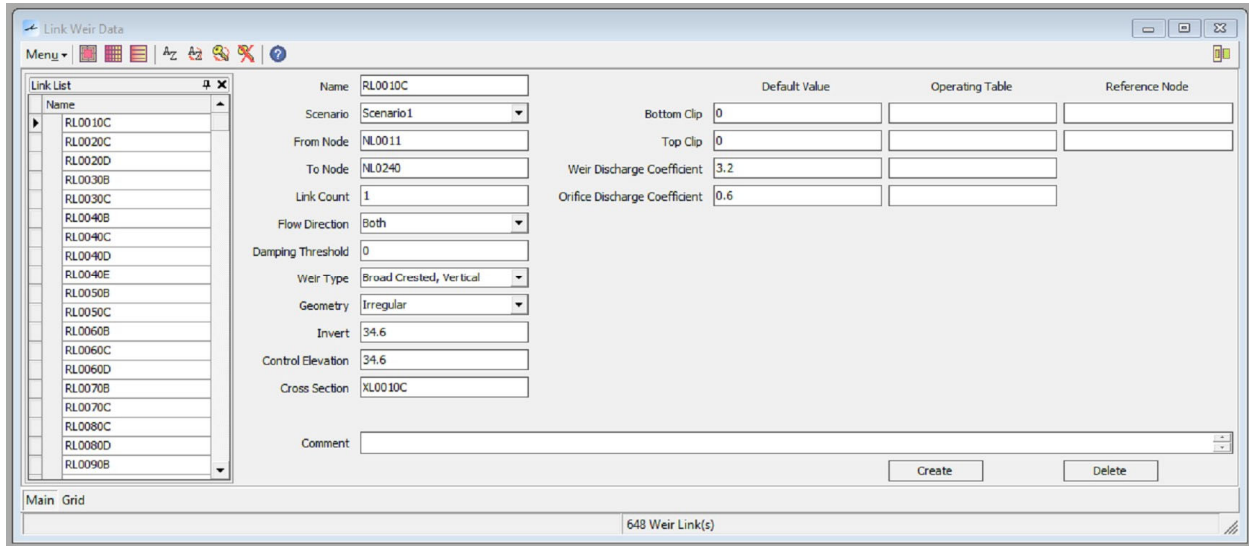 Link Weir Data
Menu
Link List
Name
RL0010C
RL0020C
RL0020D
RL0030B
RL0030C
RL0040B
RL0040C
RL0040D
RL0040E
RL0050B
RL0050C
RL0060B
RL0060C
RL0060D
RL0070B
RL0070C
RL0080C
RL0080D
RL0090B
Name RL0010C
Scenario Scenario1
From Node NL0011
To Node NL0240
Link Count 1
Flow Direction Both
Damping Threshold 0
Weir Type Broad Crested, Vertical
Geometry Irregular
Invert 34.6
Control Elevation 34.6
Cross Section XL0010C
Default Value Operating Table Reference Node
Bottom Clip 0
Top Clip 0
Weir Discharge Coefficient 3.2
Orifice Discharge Coefficient 0.6
Comment
Create Delete
Main Grid
648 Weir Link(s)